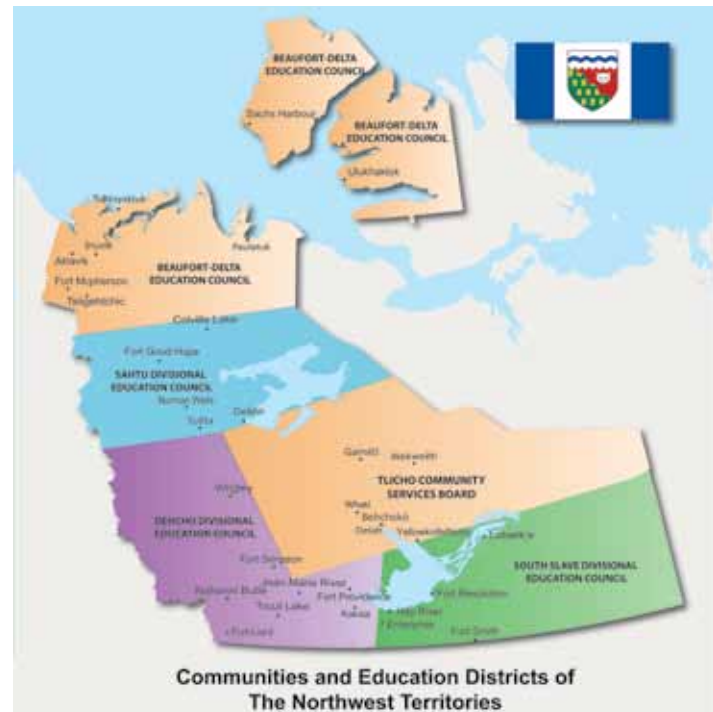 BEAUFORT-DELTA
EDUCATION COUNCIL
Sachs Harbour
BEAUFORT-DELTA
EDUCATION COUNCIL
Ulukhaktok
Tuktoyaktuk
Inuvik
Aklavik
Paulatuk
BEAUFORT-DELTA
EDUCATION COUNCIL
Fort McPherson
Tsiigehtchic
Colville Lake
Fort Good Hope
SAHTU DIVISIONAL
EDUCATION COUNCIL
Norman Wells
Deline
Tulita
Gameti
Wekweeti
TLICHO COMMUNITY
SERVICES BOARD
Wrigley
Whati
Behchoko
Detah
Yellowknife
Lutselk'e
DEHCHO DIVISIONAL
EDUCATION COUNCIL
Fort Simpson
SOUTH SLAVE DIVISIONAL
EDUCATION COUNCIL
Jean Marie River
Nahanni Butte
Fort Providence
Fort Resolution
Trout Lake
Kakisa
Hay River
Enterprise
Fort Liard
Fort Smith
Communities and Education Districts of
The Northwest Territories